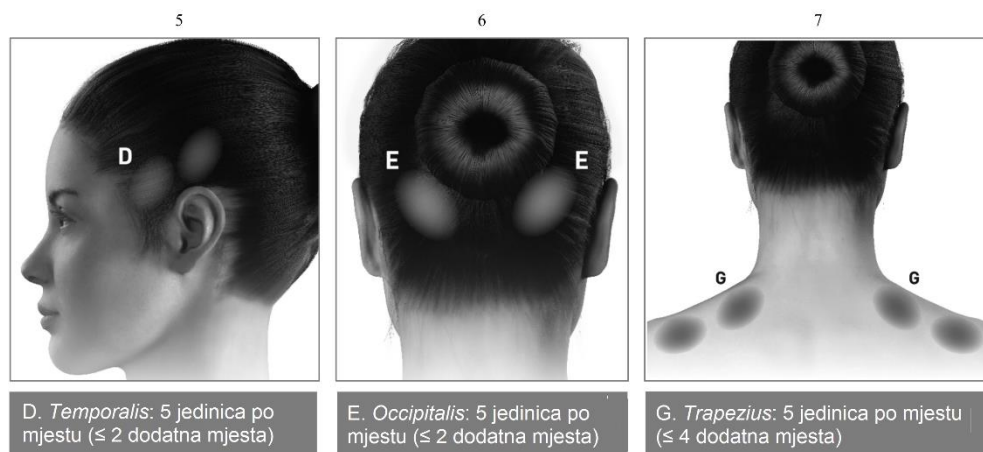 5
6
7
D
E
E
G
G
D. Temporalis: 5 jedinica po
mjestu (≤ 2 dodatna mjesta)
E. Occipitalis: 5 jedinica po
mjestu (≤ 2 dodatna mjesta)
G. Trapezius: 5 jedinica po mjestu
(≤ 4 dodatna mjesta)